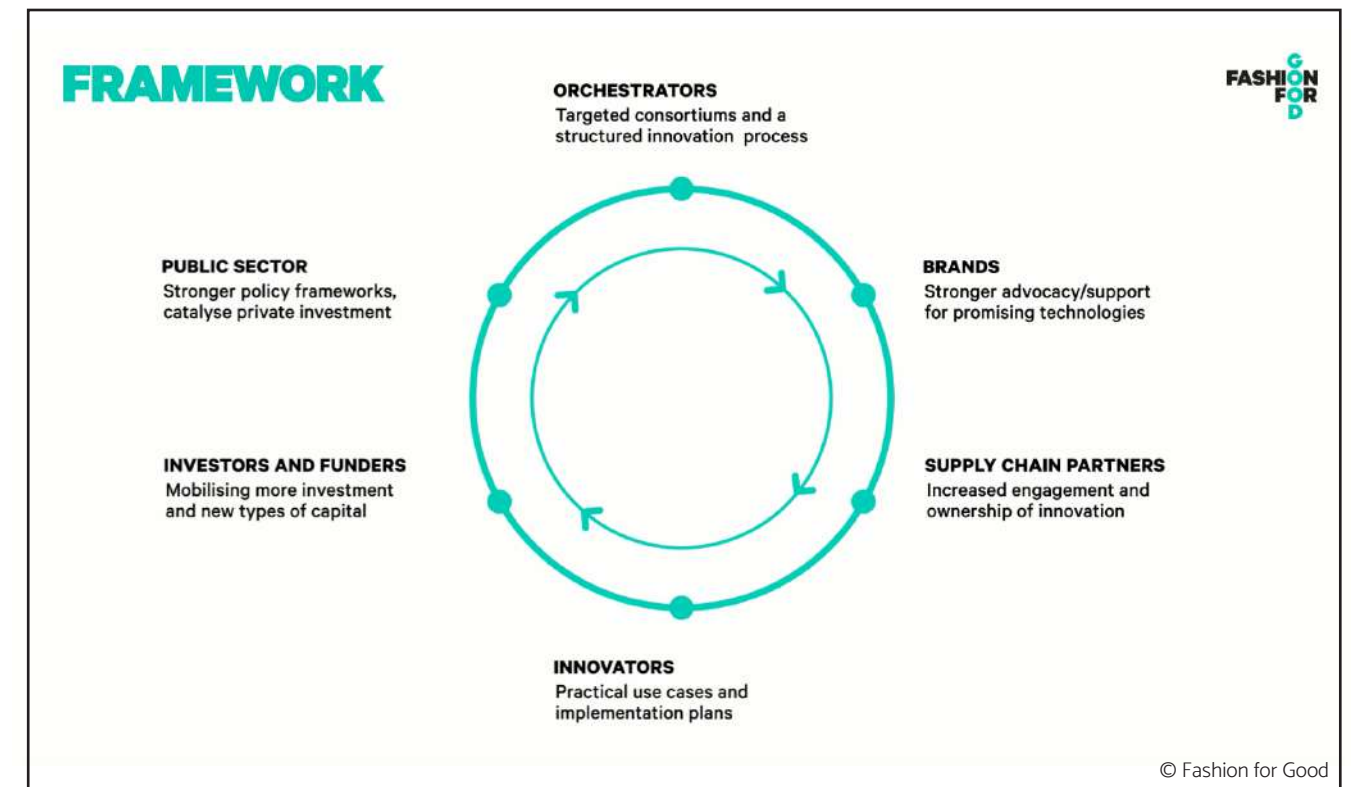 FRAMEWORK
FASHION
FOR
GOOD
ORCHESTRATORS
Targeted consortiums and a
structured innovation process
PUBLIC SECTOR
Stronger policy frameworks,
catalyse private investment
BRANDS
Stronger advocacy/support
for promising technologies
INVESTORS AND FUNDERS
Mobilising more investment
and new types of capital
SUPPLY CHAIN PARTNERS
Increased engagement and
ownership of innovation
INNOVATORS
Practical use cases and
implementation plans
© Fashion for Good